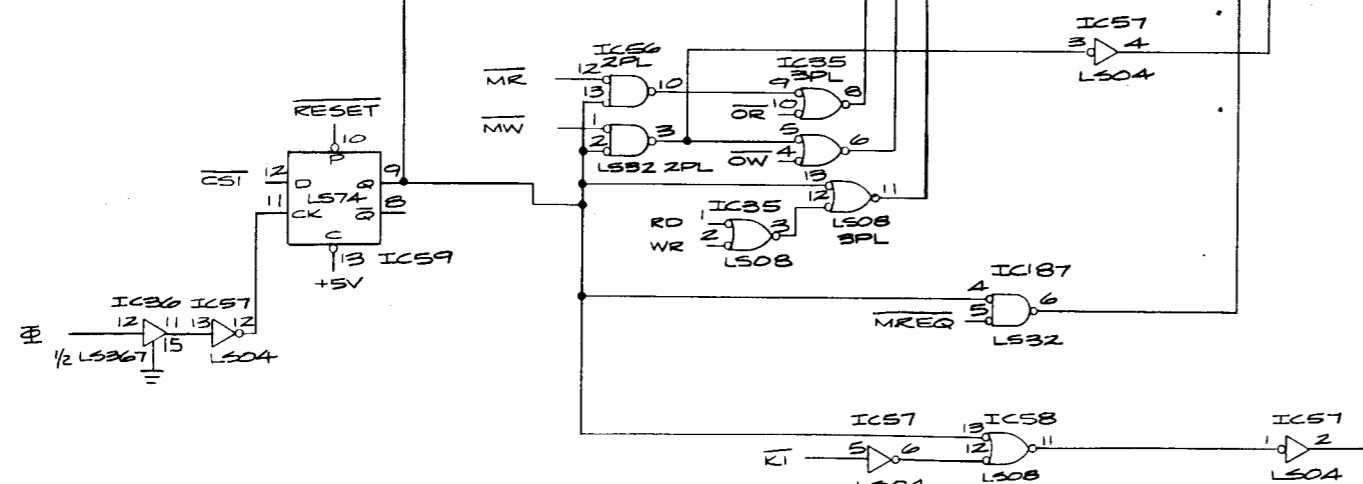 IC57
3 4
LS04
IC56
2PL
MR 12
13
10
IC35
3PL
9
10
8
OR
MW 1
2
3
LS32 2PL
5
4
6
OW
RESET
10
P
CS1 12
D Q 9
LS74
11
CK Q 8
C
13 IC59
+5V
13
12
11
LS08
3PL
IC35
RD 1
WR 2
3
LS08
IC36 IC57
Φ 12 11 13 12
15
1/2 LS367 LS04
IC187
4
5
6
MREQ
LS32
IC57 IC58 IC57
13
K1 5 6 12 11 1 2
LS08 LS04